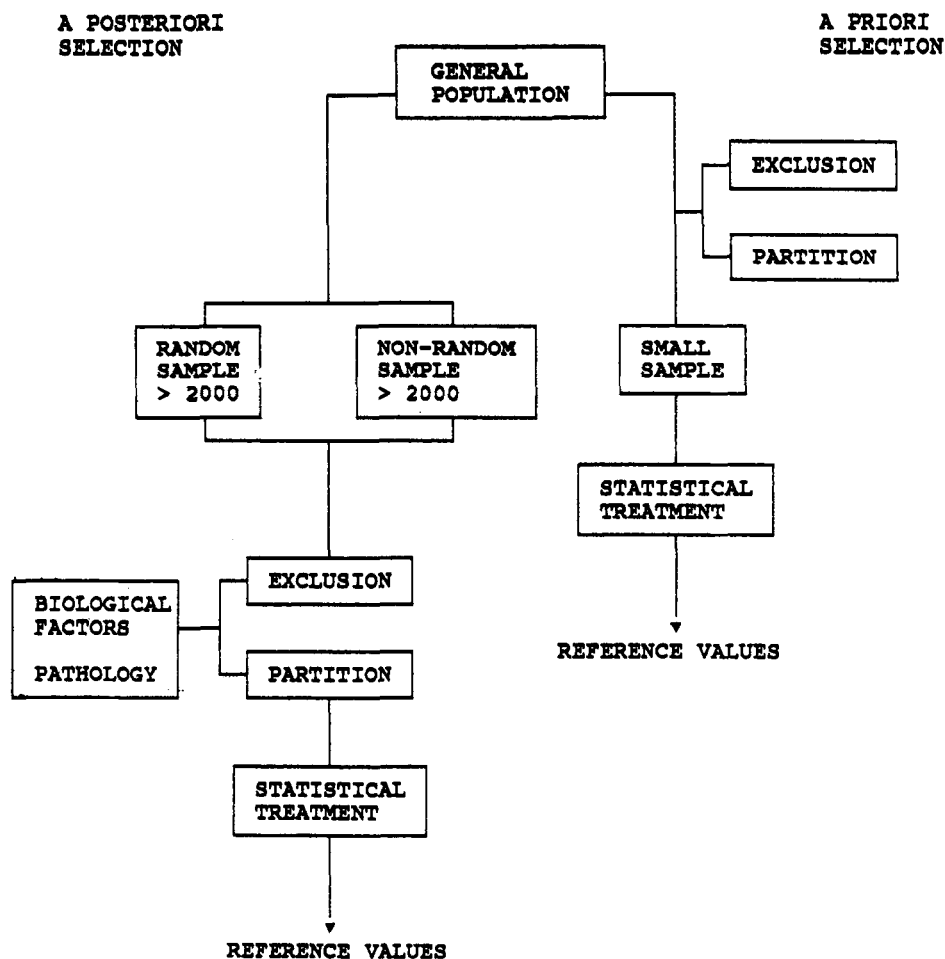 A POSTERIORI
SELECTION
A PRIORI
SELECTION
GENERAL
POPULATION
EXCLUSION
PARTITION
RANDOM
SAMPLE
> 2000
NON-RANDOM
SAMPLE
> 2000
SMALL
SAMPLE
STATISTICAL
TREATMENT
REFERENCE VALUES
BIOLOGICAL
FACTORS
PATHOLOGY
EXCLUSION
PARTITION
STATISTICAL
TREATMENT
REFERENCE VALUES